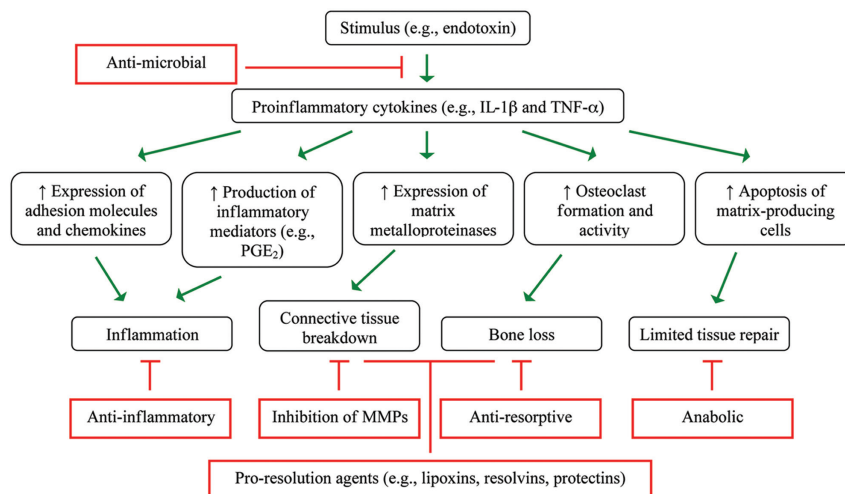 Stimulus (e.g., endotoxin)
Anti-microbial
Proinflammatory cytokines (e.g., IL-1β and TNF-α)
↑ Expression of
adhesion molecules
and chemokines
↑ Production of
inflammatory
mediators (e.g.,
PGE₂)
↑ Expression of
matrix
metalloproteinases
↑ Osteoclast
formation and
activity
↑ Apoptosis of
matrix-producing
cells
Inflammation
Connective tissue
breakdown
Bone loss
Limited tissue repair
Anti-inflammatory
Inhibition of MMPs
Anti-resorptive
Anabolic
Pro-resolution agents (e.g., lipoxins, resolvins, protectins)